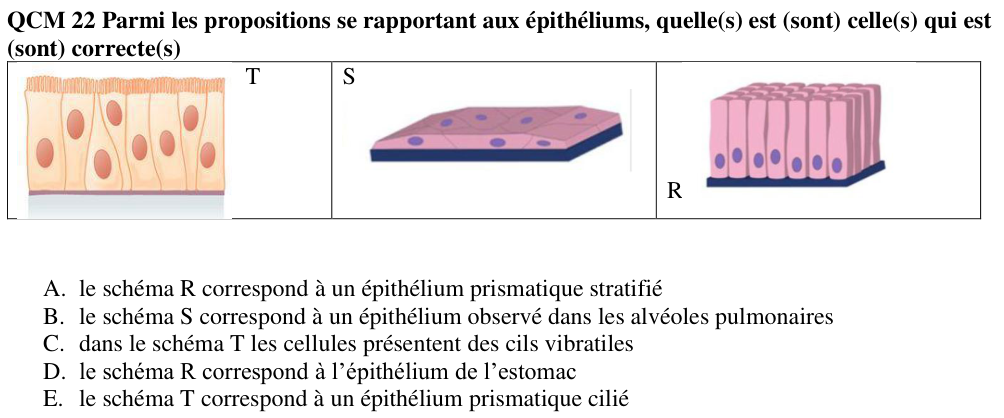 QCM 22 Parmi les propositions se rapportant aux épithéliums, quelle(s) est (sont) celle(s) qui est
(sont) correcte(s)
T
S
R
A. le schéma R correspond à un épithélium prismatique stratifié
B. le schéma S correspond à un épithélium observé dans les alvéoles pulmonaires
C. dans le schéma T les cellules présentent des cils vibratiles
D. le schéma R correspond à l'épithélium de l'estomac
E. le schéma T correspond à un épithélium prismatique cilié